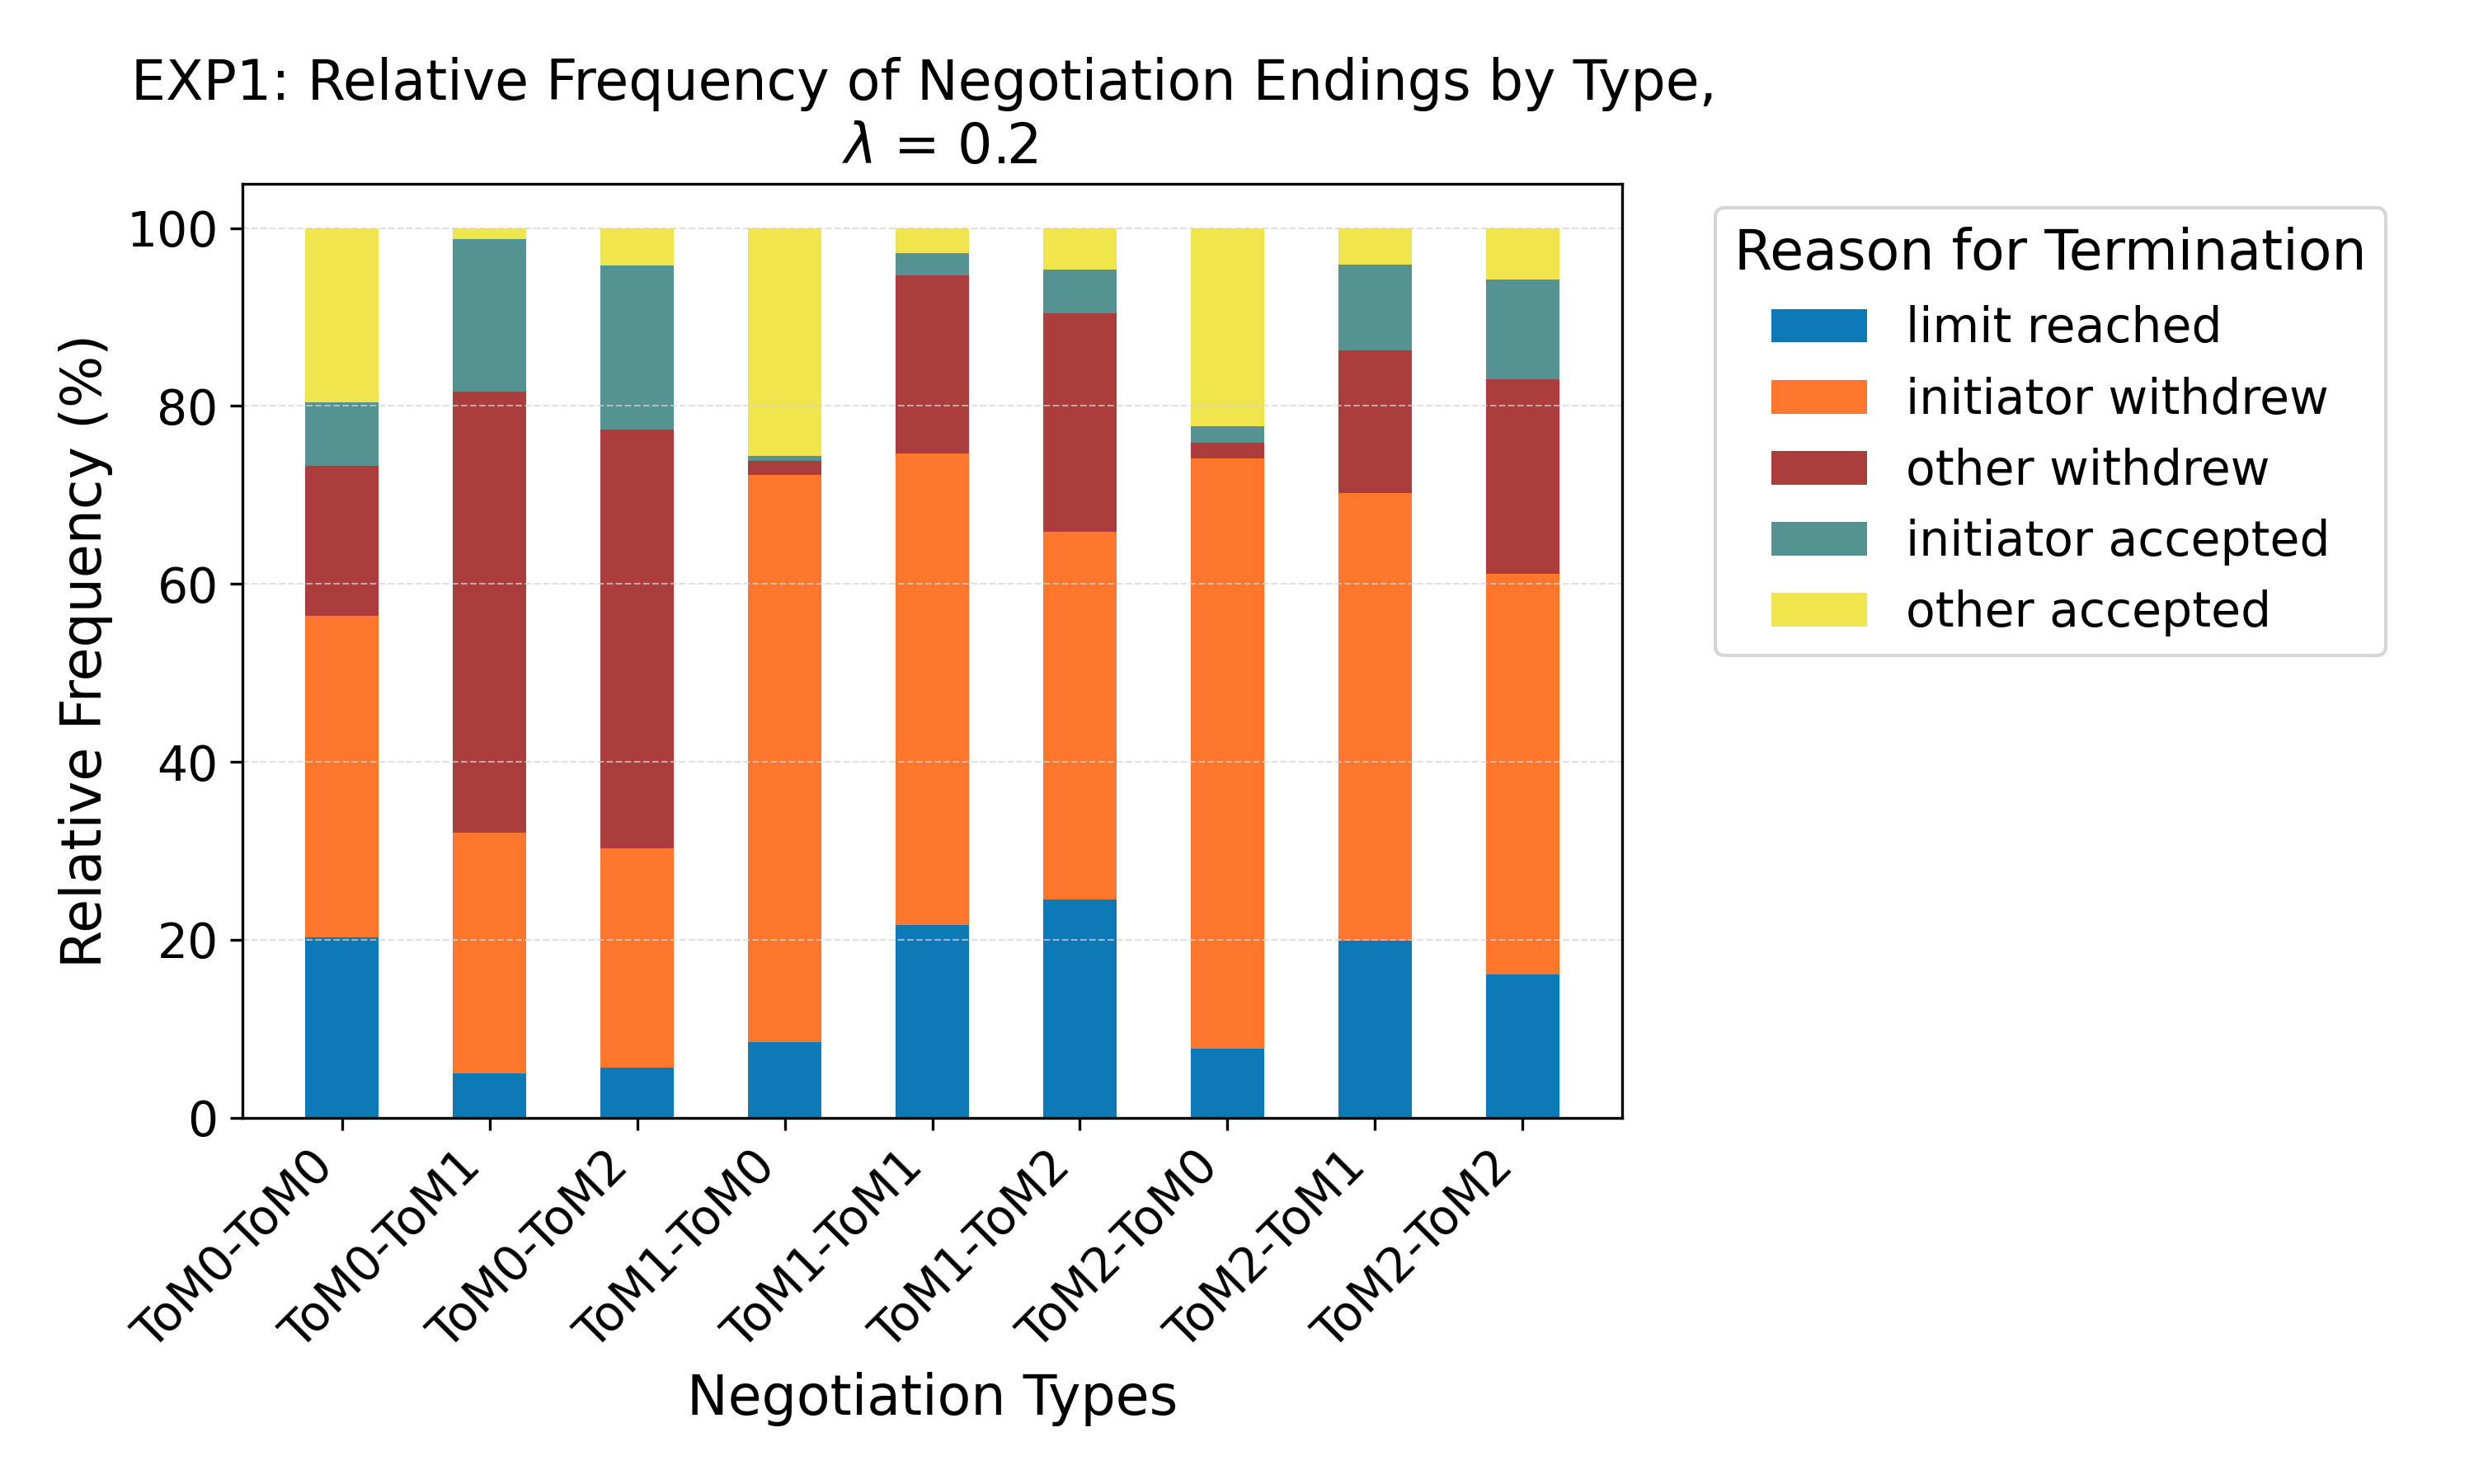 EXP1: Relative Frequency of Negotiation Endings by Type,
λ = 0.2
Relative Frequency (%)
100
80
60
40
20
0
ToM0-ToM0
ToM0-ToM1
ToM0-ToM2
ToM1-ToM0
ToM1-ToM1
ToM1-ToM2
ToM2-ToM0
ToM2-ToM1
ToM2-ToM2
Negotiation Types
Reason for Termination
limit reached
initiator withdrew
other withdrew
initiator accepted
other accepted